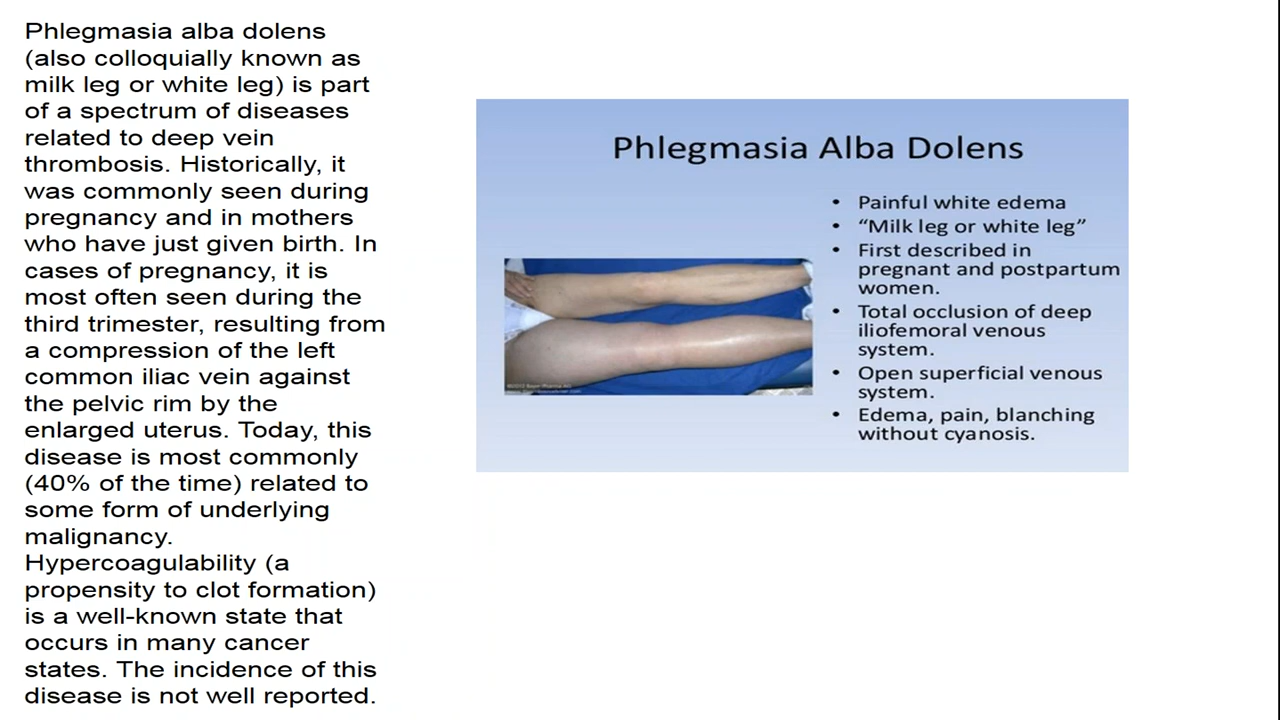 Phlegmasia alba dolens
(also colloquially known as
milk leg or white leg) is part
of a spectrum of diseases
related to deep vein
thrombosis. Historically, it
was commonly seen during
pregnancy and in mothers
who have just given birth. In
cases of pregnancy, it is
most often seen during the
third trimester, resulting from
a compression of the left
common iliac vein against
the pelvic rim by the
enlarged uterus. Today, this
disease is most commonly
(40% of the time) related to
some form of underlying
malignancy.
Hypercoagulability (a
propensity to clot formation)
is a well-known state that
occurs in many cancer
states. The incidence of this
disease is not well reported.
Phlegmasia Alba Dolens
• Painful white edema
• “Milk leg or white leg”
• First described in
pregnant and postpartum
women.
• Total occlusion of deep
iliofemoral venous
system.
• Open superficial venous
system.
• Edema, pain, blanching
without cyanosis.